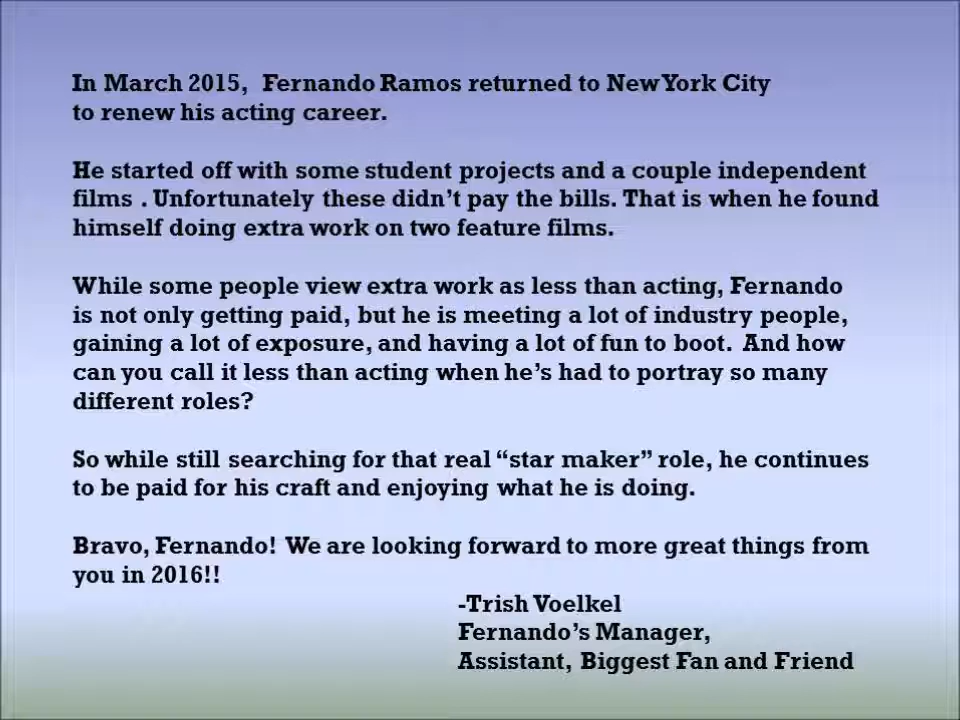 In March 2015,  Fernando Ramos returned to New York City
to renew his acting career.
He started off with some student projects and a couple independent
films . Unfortunately these didn’t pay the bills. That is when he found
himself doing extra work on two feature films.
While some people view extra work as less than acting, Fernando
is not only getting paid, but he is meeting a lot of industry people,
gaining a lot of exposure, and having a lot of fun to boot.  And how
can you call it less than acting when he’s had to portray so many
different roles?
So while still searching for that real “star maker” role, he continues
to be paid for his craft and enjoying what he is doing.
Bravo, Fernando!  We are looking forward to more great things from
you in 2016!!
-Trish Voelkel
Fernando’s Manager,
Assistant, Biggest Fan and Friend